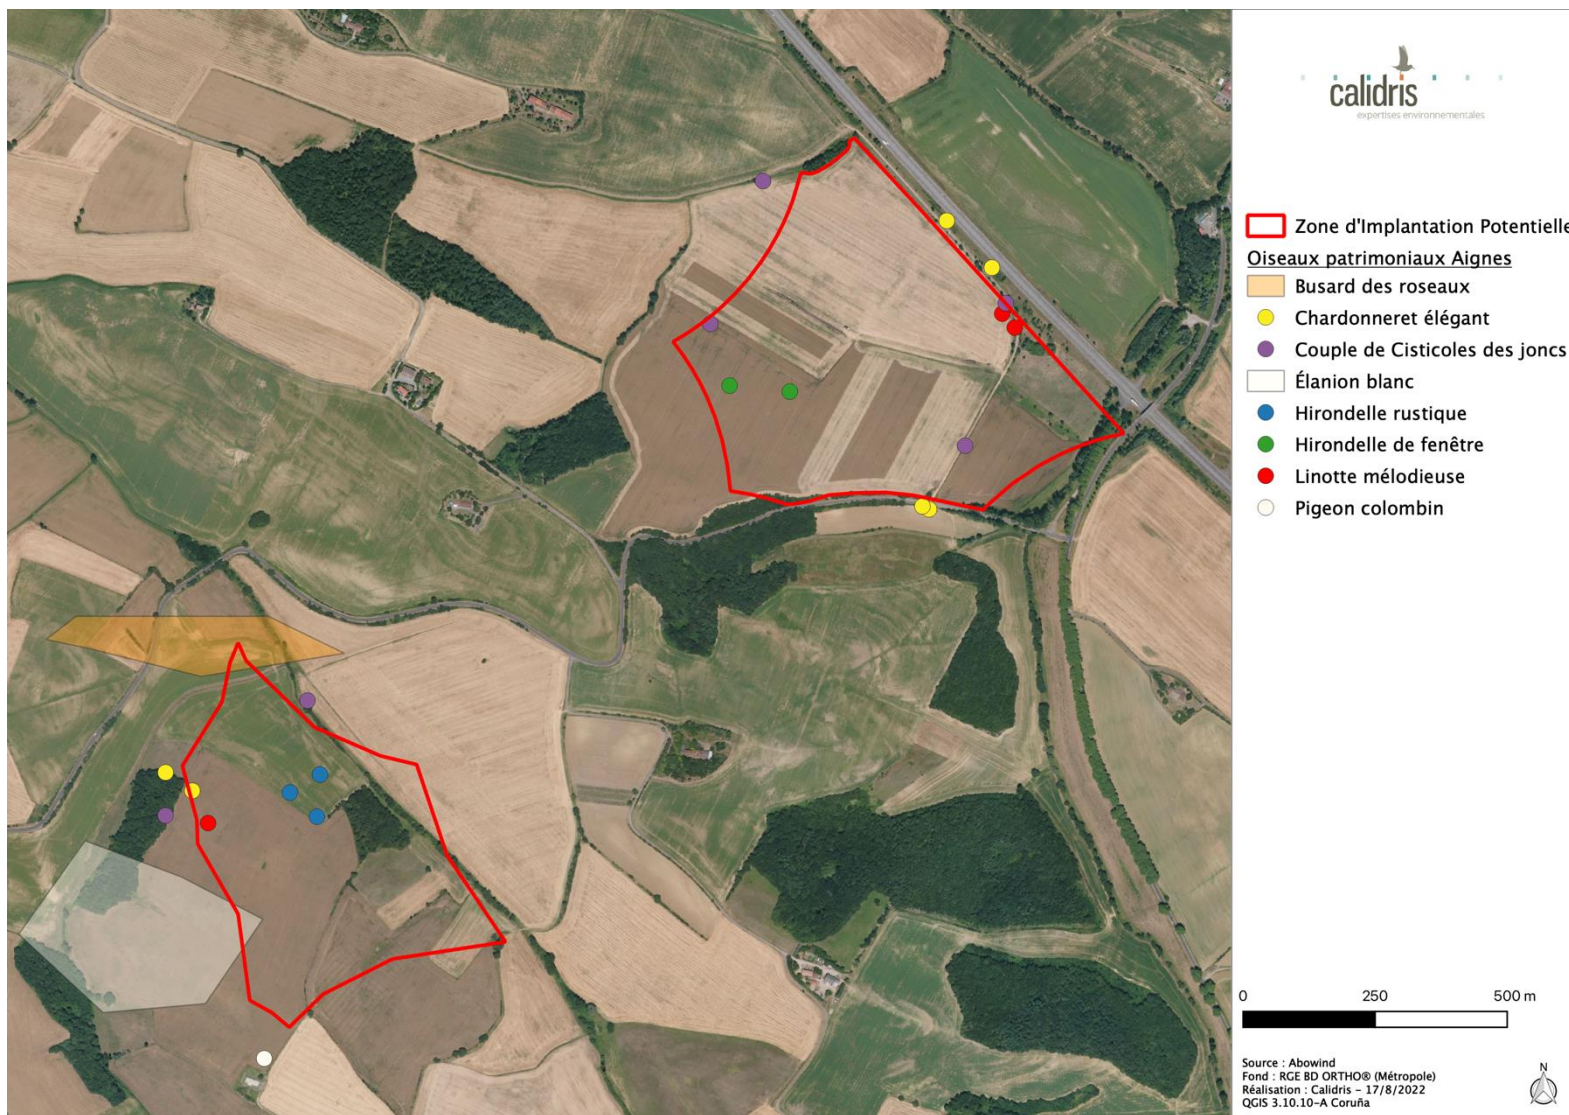 calidris
expertises environnementales
Zone d'Implantation Potentielle
Oiseaux patrimoniaux Aignes
Busard des roseaux
Chardonneret élégant
Couple de Cisticoles des joncs
Élanion blanc
Hirondelle rustique
Hirondelle de fenêtre
Linotte mélodieuse
Pigeon colombin
0 250 500 m
Source : Abowind
Fond : RGE BD ORTHO® (Métropole)
Réalisation : Calidris - 17/8/2022
QGIS 3.10.10-A Coruña
N